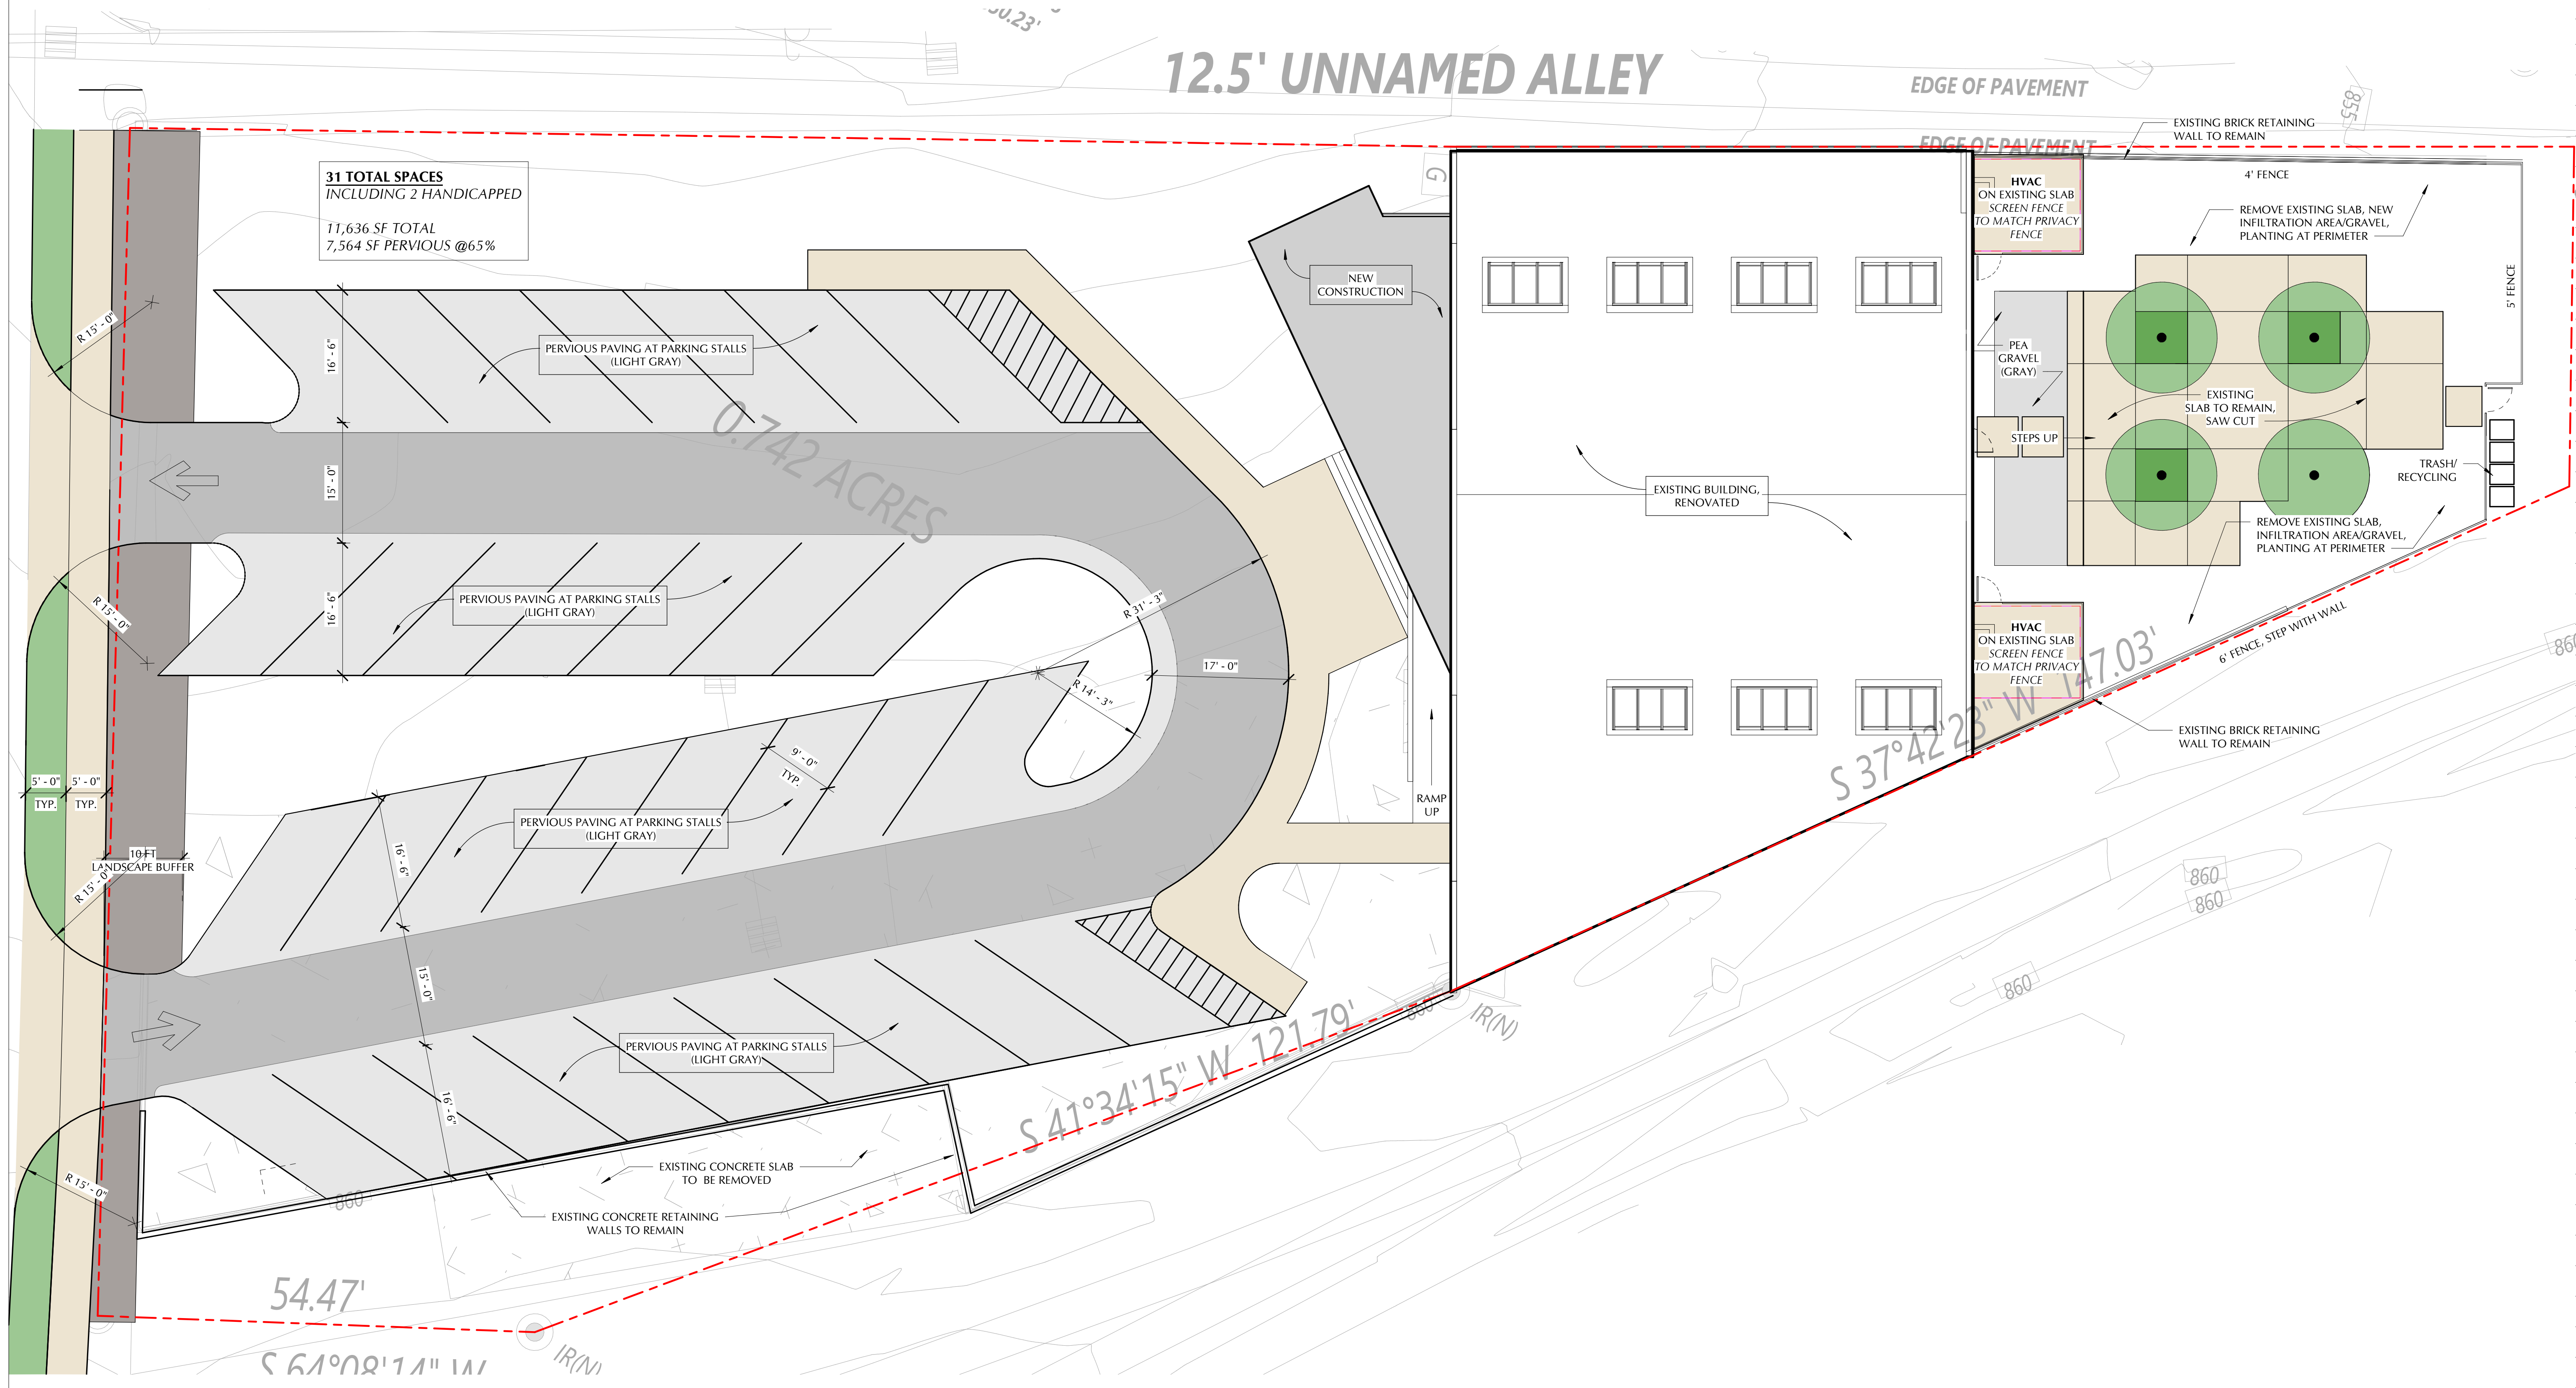 30.23'
12.5' UNNAMED ALLEY
EDGE OF PAVEMENT
855
EDGE OF PAVEMENT
EXISTING BRICK RETAINING
WALL TO REMAIN
31 TOTAL SPACES
INCLUDING 2 HANDICAPPED
11,636 SF TOTAL
7,564 SF PERVIOUS @65%
G
HVAC
ON EXISTING SLAB
SCREEN FENCE
TO MATCH PRIVACY
FENCE
4' FENCE
REMOVE EXISTING SLAB, NEW
INFILTRATION AREA/GRAVEL,
PLANTING AT PERIMETER
5' FENCE
NEW
CONSTRUCTION
R 15' - 0"
16' - 6"
PERVIOUS PAVING AT PARKING STALLS
(LIGHT GRAY)
PEA
GRAVEL
(GRAY)
EXISTING
SLAB TO REMAIN,
SAW CUT
STEPS UP
0.742 ACRES
15' - 0"
TRASH/
RECYCLING
EXISTING BUILDING,
RENOVATED
REMOVE EXISTING SLAB,
INFILTRATION AREA/GRAVEL,
PLANTING AT PERIMETER
R 15' - 0"
16' - 6"
PERVIOUS PAVING AT PARKING STALLS
(LIGHT GRAY)
R 31' - 3"
HVAC
ON EXISTING SLAB
SCREEN FENCE
TO MATCH PRIVACY
FENCE
6' FENCE, STEP WITH WALL
860
17' - 0"
R 14' - 3"
S 37°42'23" W 147.03'
EXISTING BRICK RETAINING
WALL TO REMAIN
9' - 0"
TYP.
5' - 0"
TYP.
5' - 0"
TYP.
RAMP
UP
PERVIOUS PAVING AT PARKING STALLS
(LIGHT GRAY)
16' - 6"
10 FT
LANDSCAPE BUFFER
R 15' - 0"
860
860
15' - 0"
860
860
IR(N)
S 41°34'15" W 121.79'
PERVIOUS PAVING AT PARKING STALLS
(LIGHT GRAY)
16' - 6"
EXISTING CONCRETE SLAB
TO BE REMOVED
R 15' - 0"
860
EXISTING CONCRETE RETAINING
WALLS TO REMAIN
54.47'
S 64°08'14" W
IR(N)